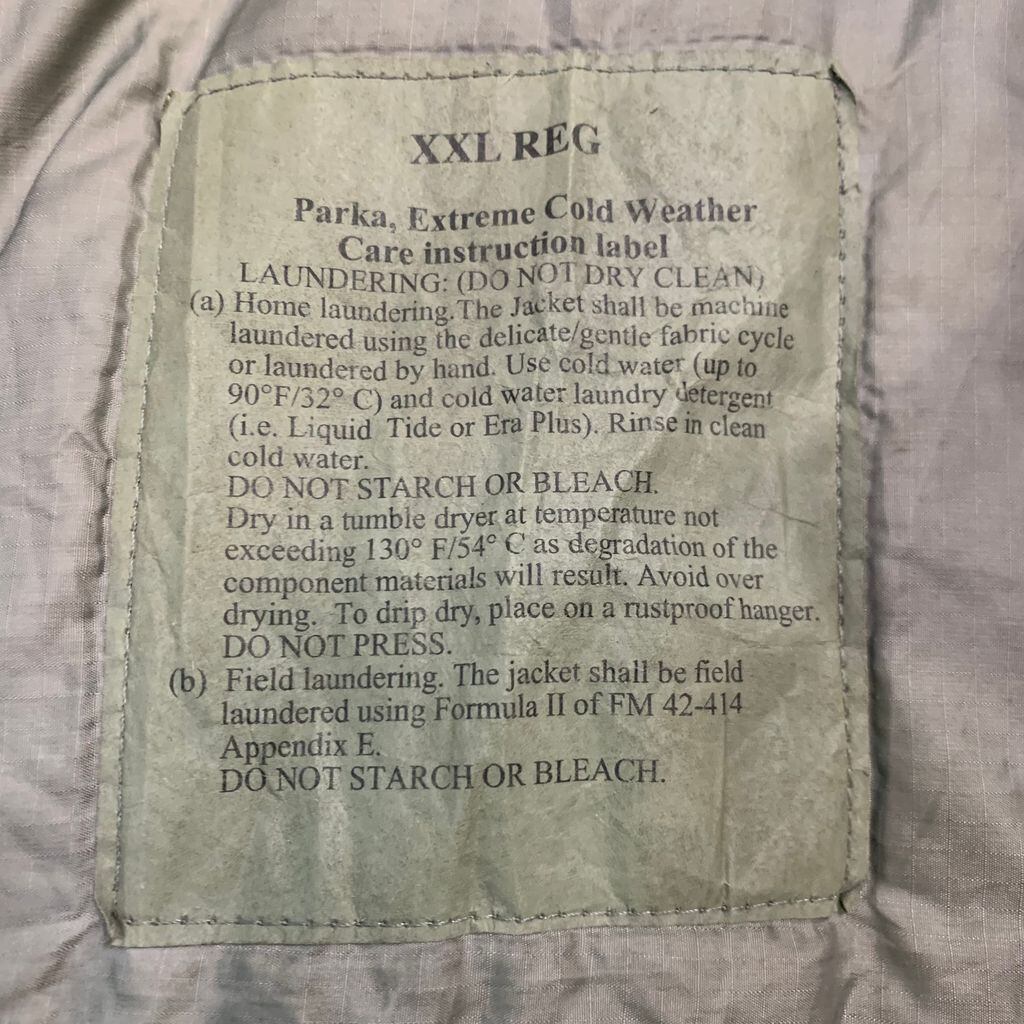 XXL REG
Parka, Extreme Cold Weather
Care instruction label
LAUNDERING: (DO NOT DRY CLEAN)
(a) Home laundering. The Jacket shall be machine
laundered using the delicate/gentle fabric cycle
or laundered by hand. Use cold water (up to
90°F/32° C) and cold water laundry detergent
(i.e. Liquid Tide or Era Plus). Rinse in clean
cold water.
DO NOT STARCH OR BLEACH.
Dry in a tumble dryer at temperature not
exceeding 130° F/54° C as degradation of the
component materials will result. Avoid over
drying. To drip dry, place on a rustproof hanger.
DO NOT PRESS.
(b) Field laundering. The jacket shall be field
laundered using Formula II of FM 42-414
Appendix E.
DO NOT STARCH OR BLEACH.